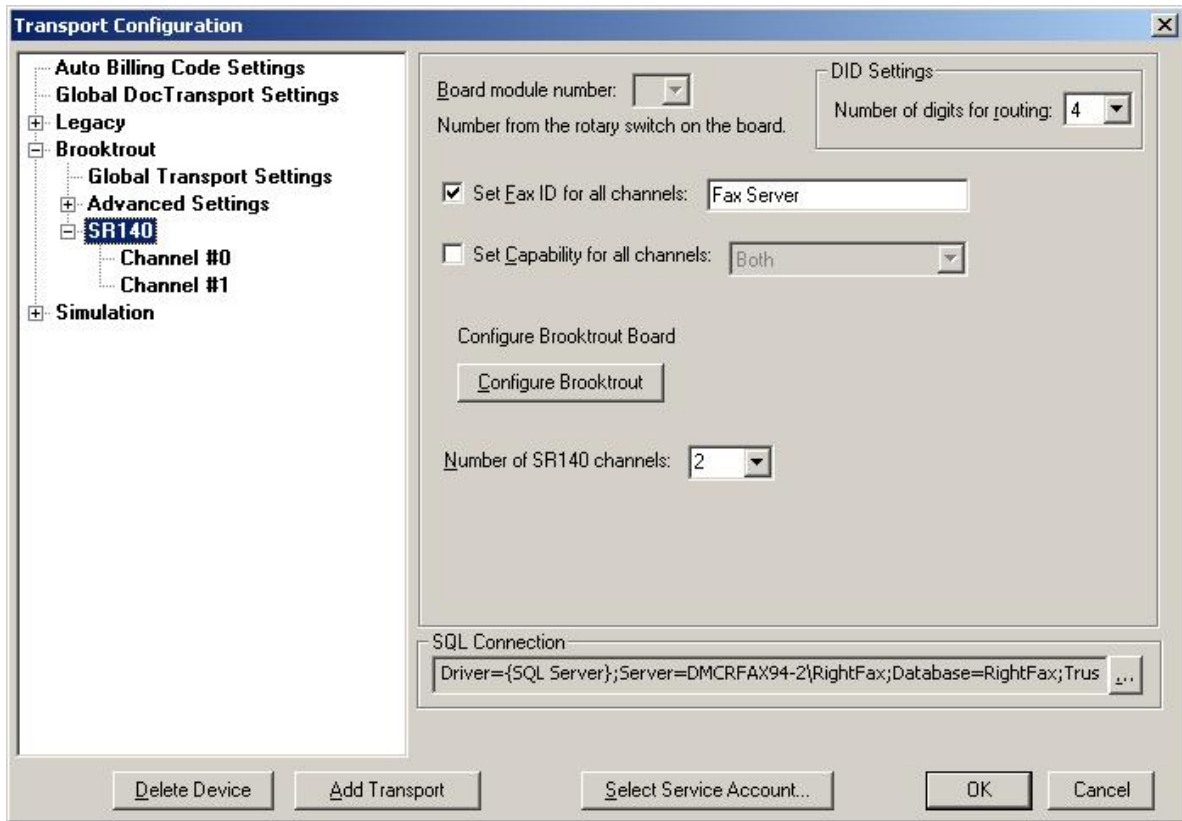 Transport Configuration
Auto Billing Code Settings
Global DocTransport Settings
Legacy
Brooktrout
Global Transport Settings
Advanced Settings
SR140
Channel #0
Channel #1
Simulation
Board module number:
Number from the rotary switch on the board.
DID Settings
Number of digits for routing: 4
Set Fax ID for all channels: Fax Server
Set Capability for all channels: Both
Configure Brooktrout Board
Configure Brooktrout
Number of SR140 channels: 2
SQL Connection
Driver={SQL Server};Server=DMCRFAX94-2\RightFax;Database=RightFax;Trus ...
Delete Device Add Transport Select Service Account... OK Cancel